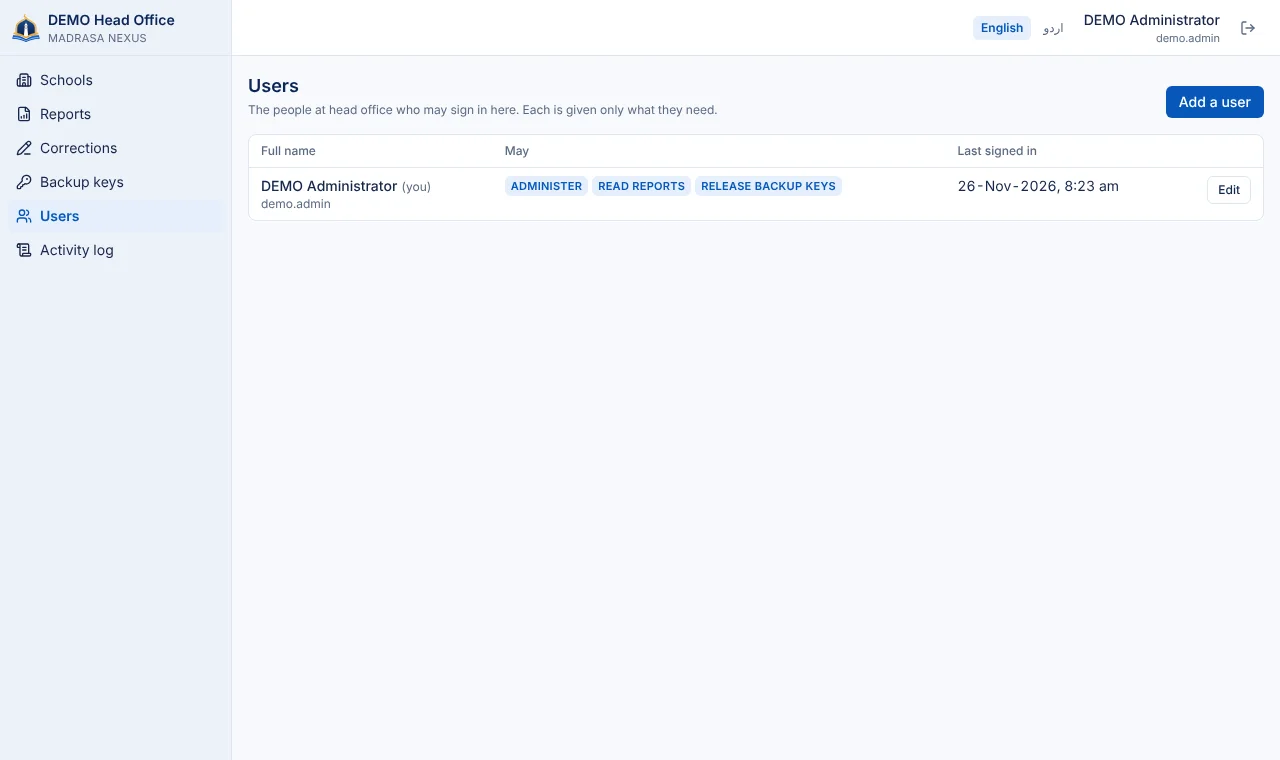 DEMO Head Office
MADRASA NEXUS
English
اردو
DEMO Administrator
demo.admin
Schools
Reports
Corrections
Backup keys
Users
Activity log
Users
The people at head office who may sign in here. Each is given only what they need.
Add a user
Full name May Last signed in
DEMO Administrator (you) ADMINISTER READ REPORTS RELEASE BACKUP KEYS 26-Nov-2026, 8:23 am Edit
demo.admin